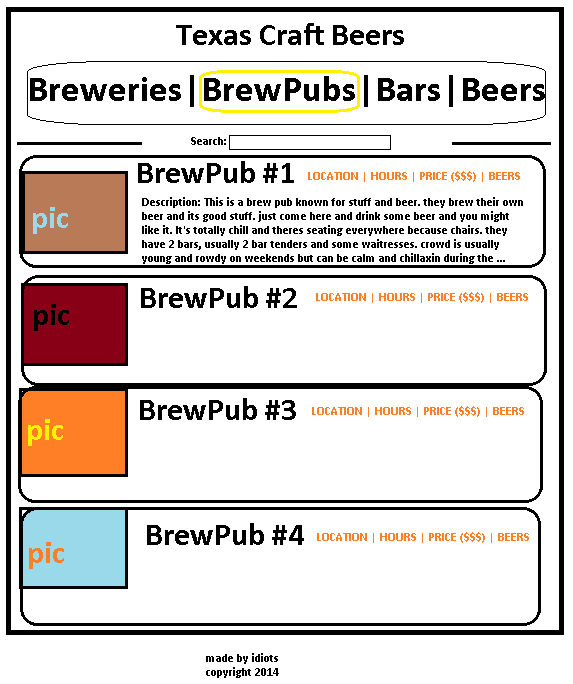 Texas Craft Beers
Breweries|BrewPubs|Bars|Beers
Search:
BrewPub #1 LOCATION | HOURS | PRICE ($$$) | BEERS
pic
Description: This is a brew pub known for stuff and beer. they brew their own
beer and its good stuff. just come here and drink some beer and you might
like it. It's totally chill and theres seating everywhere because chairs. they
have 2 bars, usually 2 bar tenders and some waitresses. crowd is usually
young and rowdy on weekends but can be calm and chillaxin during the ...
BrewPub #2 LOCATION | HOURS | PRICE ($$$) | BEERS
pic
BrewPub #3 LOCATION | HOURS | PRICE ($$$) | BEERS
pic
BrewPub #4 LOCATION | HOURS | PRICE ($$$) | BEERS
pic
made by idiots
copyright 2014